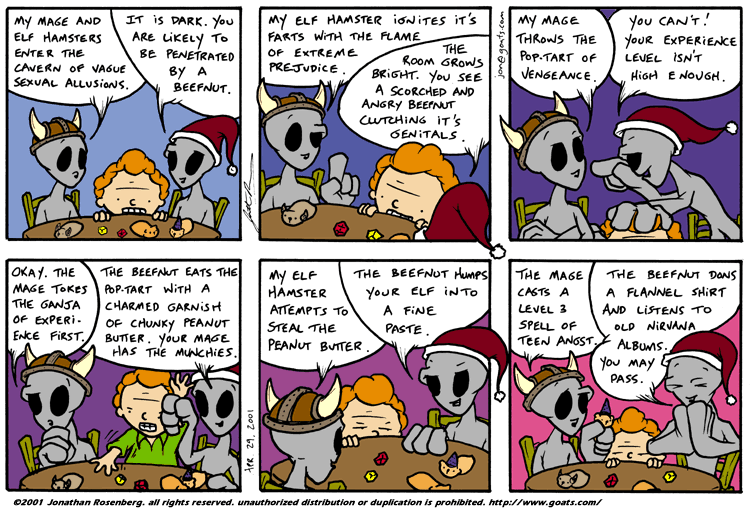 MY MAGE AND
ELF HAMSTERS
ENTER THE
CAVERN OF VAGUE
SEXUAL ALLUSIONS.
IT IS DARK. YOU
ARE LIKELY TO
BE PENETRATED
BY A
BEEFNUT.
MY ELF HAMSTER IGNITES IT'S
FARTS WITH THE FLAME
OF EXTREME
PREJUDICE.
THE
ROOM GROWS
BRIGHT. YOU SEE
A SCORCHED AND
ANGRY BEEFNUT
CLUTCHING IT'S
GENITALS.
jon@goats.com
MY MAGE
THROWS THE
POP-TART OF
VENGEANCE.
YOU CAN'T!
YOUR EXPERIENCE
LEVEL ISN'T
HIGH ENOUGH.
OKAY. THE
MAGE TOKES
THE GANJA
OF EXPERI-
ENCE FIRST.
THE BEEFNUT EATS THE
POP-TART WITH A
CHARMED GARNISH
OF CHUNKY PEANUT
BUTTER. YOUR MAGE
HAS THE MUNCHIES.
APR 29, 2001
MY ELF
HAMSTER
ATTEMPTS TO
STEAL THE
PEANUT BUTTER.
THE BEEFNUT HUMPS
YOUR ELF INTO
A FINE
PASTE.
THE MAGE
CASTS A
LEVEL 3
SPELL OF
TEEN ANGST.
THE BEEFNUT DONS
A FLANNEL SHIRT
AND LISTENS TO
OLD NIRVANA
ALBUMS.
YOU MAY
PASS.
©2001 Jonathan Rosenberg. all rights reserved. unauthorized distribution or duplication is prohibited. http://www.goats.com/